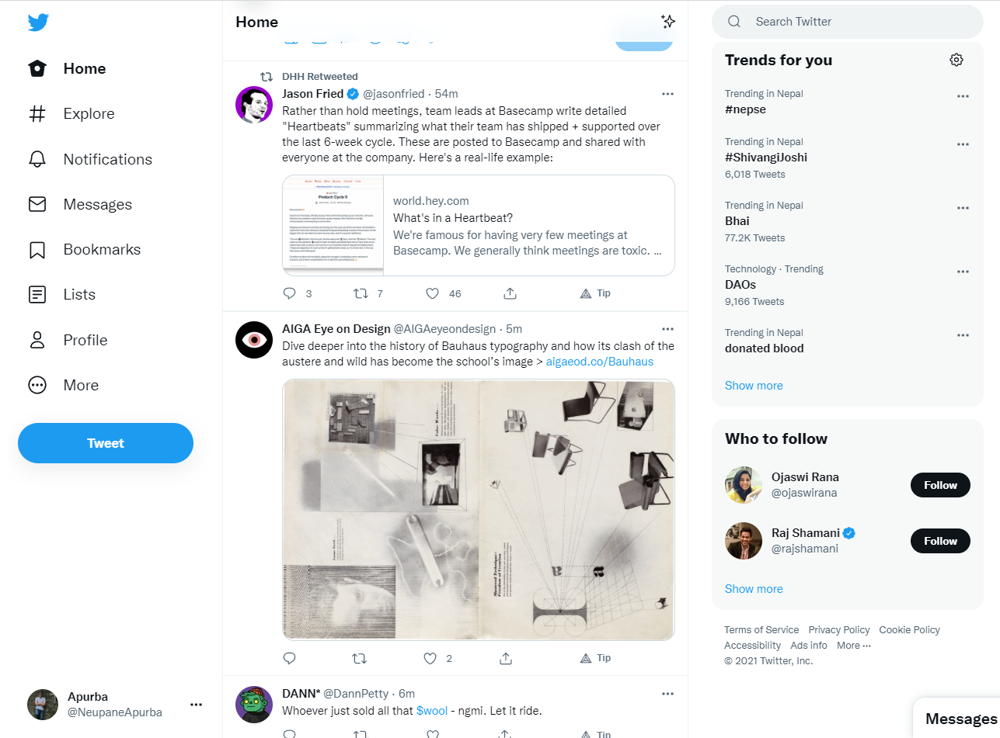 Home
Explore
Notifications
Messages
Bookmarks
Lists
Profile
More
Tweet
Apurba
@NeupaneApurba
Home
DHH Retweeted
Jason Fried @jasonfried · 54m
Rather than hold meetings, team leads at Basecamp write detailed
"Heartbeats" summarizing what their team has shipped + supported over
the last 6-week cycle. These are posted to Basecamp and shared with
everyone at the company. Here's a real-life example:
Product: Cycle 5
world.hey.com
What's in a Heartbeat?
We're famous for having very few meetings at
Basecamp. We generally think meetings are toxic. ...
3 7 46 Tip
AIGA Eye on Design @AIGAeyeondesign · 5m
Dive deeper into the history of Bauhaus typography and how its clash of the
austere and wild has become the school’s image > aigaeod.co/Bauhaus
a a
2 Tip
DANN* @DannPetty · 6m
Whoever just sold all that $wool - ngmi. Let it ride.
Tip
Search Twitter
Trends for you
Trending in Nepal
#nepse
Trending in Nepal
#ShivangiJoshi
6,018 Tweets
Trending in Nepal
Bhai
77.2K Tweets
Technology · Trending
DAOs
9,166 Tweets
Trending in Nepal
donated blood
Show more
Who to follow
Ojaswi Rana
@ojaswirana
Follow
Raj Shamani
@rajshamani
Follow
Show more
Terms of Service Privacy Policy Cookie Policy
Accessibility Ads info More ···
© 2021 Twitter, Inc.
Messages